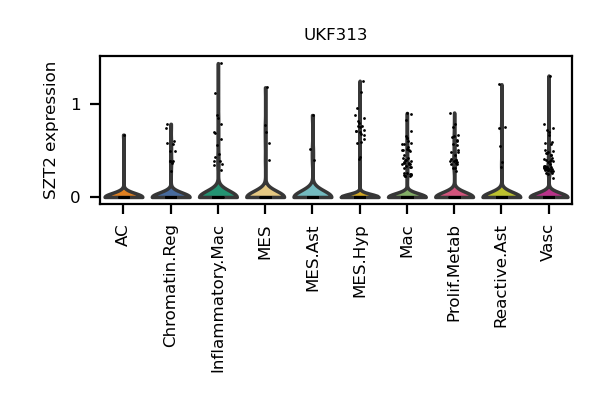 UKF313
SZT2 expression
1
0
AC
Chromatin.Reg
Inflammatory.Mac
MES
MES.Ast
MES.Hyp
Mac
Prolif.Metab
Reactive.Ast
Vasc